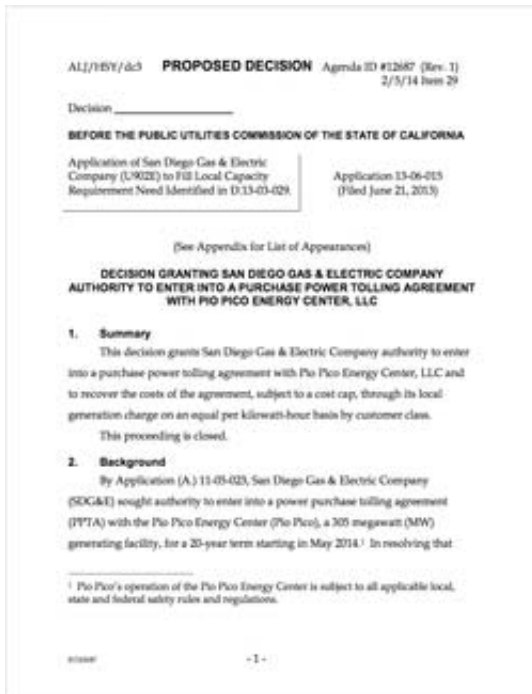 ALJ/HSY/dc3 PROPOSED DECISION Agenda ID #12687 (Rev. 1)
2/5/14 Item 29
Decision
BEFORE THE PUBLIC UTILITIES COMMISSION OF THE STATE OF CALIFORNIA
Application of San Diego Gas & Electric
Company (U902E) to Fill Local Capacity
Requirement Need Identified in D.13-03-029.
Application 13-06-015
(Filed June 21, 2013)
(See Appendix for List of Appearances)
DECISION GRANTING SAN DIEGO GAS & ELECTRIC COMPANY
AUTHORITY TO ENTER INTO A PURCHASE POWER TOLLING AGREEMENT
WITH PIO PICO ENERGY CENTER, LLC
1. Summary
This decision grants San Diego Gas & Electric Company authority to enter
into a purchase power tolling agreement with Pio Pico Energy Center, LLC and
to recover the costs of the agreement, subject to a cost cap, through its local
generation charge on an equal per kilowatt-hour basis by customer class.
This proceeding is closed.
2. Background
By Application (A.) 11-05-023, San Diego Gas & Electric Company
(SDG&E) sought authority to enter into a power purchase tolling agreement
(PPTA) with the Pio Pico Energy Center (Pio Pico), a 305 megawatt (MW)
generating facility, for a 20-year term starting in May 2014.¹ In resolving that
¹ Pio Pico's operation of the Pio Pico Energy Center is subject to all applicable local,
state and federal safety rules and regulations.
- 1 -